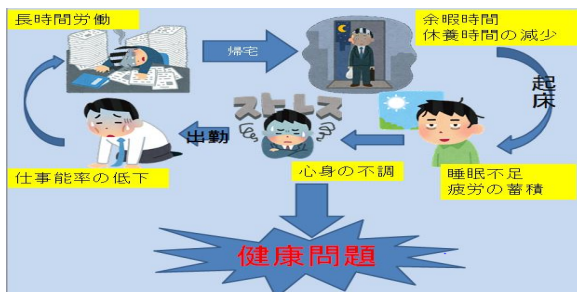 長時間労働
帰宅
余暇時間
休養時間の減少
起床
睡眠不足
疲労の蓄積
ストレス
心身の不調
出勤
仕事能率の低下
健康問題